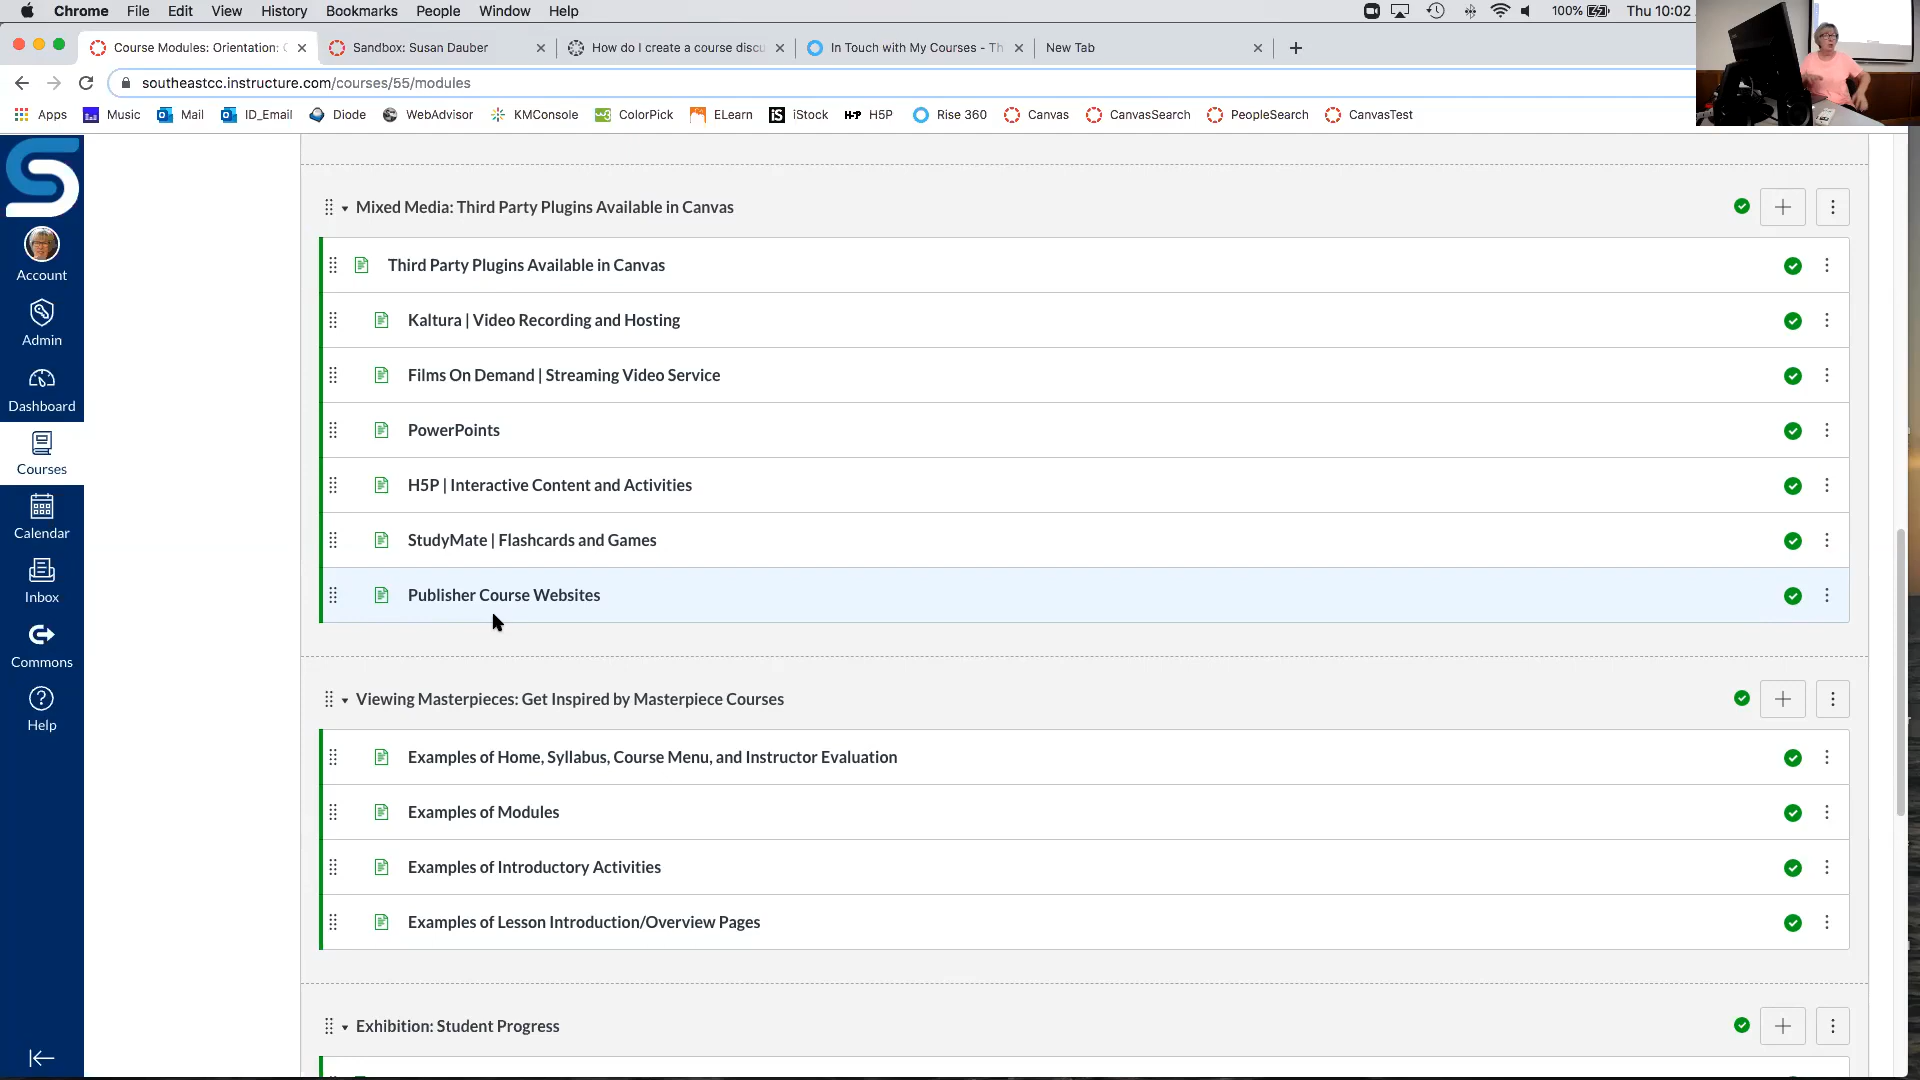 Chrome File Edit View History Bookmarks People Window Help 100% Thu 10:02
Course Modules: Orientation: Sandbox: Susan Dauber How do I create a course discu In Touch with My Courses - Th New Tab
southeastcc.instructure.com/courses/55/modules
Apps Music Mail ID_Email Diode WebAdvisor KMConsole ColorPick ELearn iS iStock H-P H5P Rise 360 Canvas CanvasSearch PeopleSearch CanvasTest
Mixed Media: Third Party Plugins Available in Canvas
Third Party Plugins Available in Canvas
Kaltura | Video Recording and Hosting
Films On Demand | Streaming Video Service
PowerPoints
H5P | Interactive Content and Activities
StudyMate | Flashcards and Games
Publisher Course Websites
Viewing Masterpieces: Get Inspired by Masterpiece Courses
Examples of Home, Syllabus, Course Menu, and Instructor Evaluation
Examples of Modules
Examples of Introductory Activities
Examples of Lesson Introduction/Overview Pages
Exhibition: Student Progress
S
Account
Admin
Dashboard
Courses
Calendar
Inbox
Commons
Help